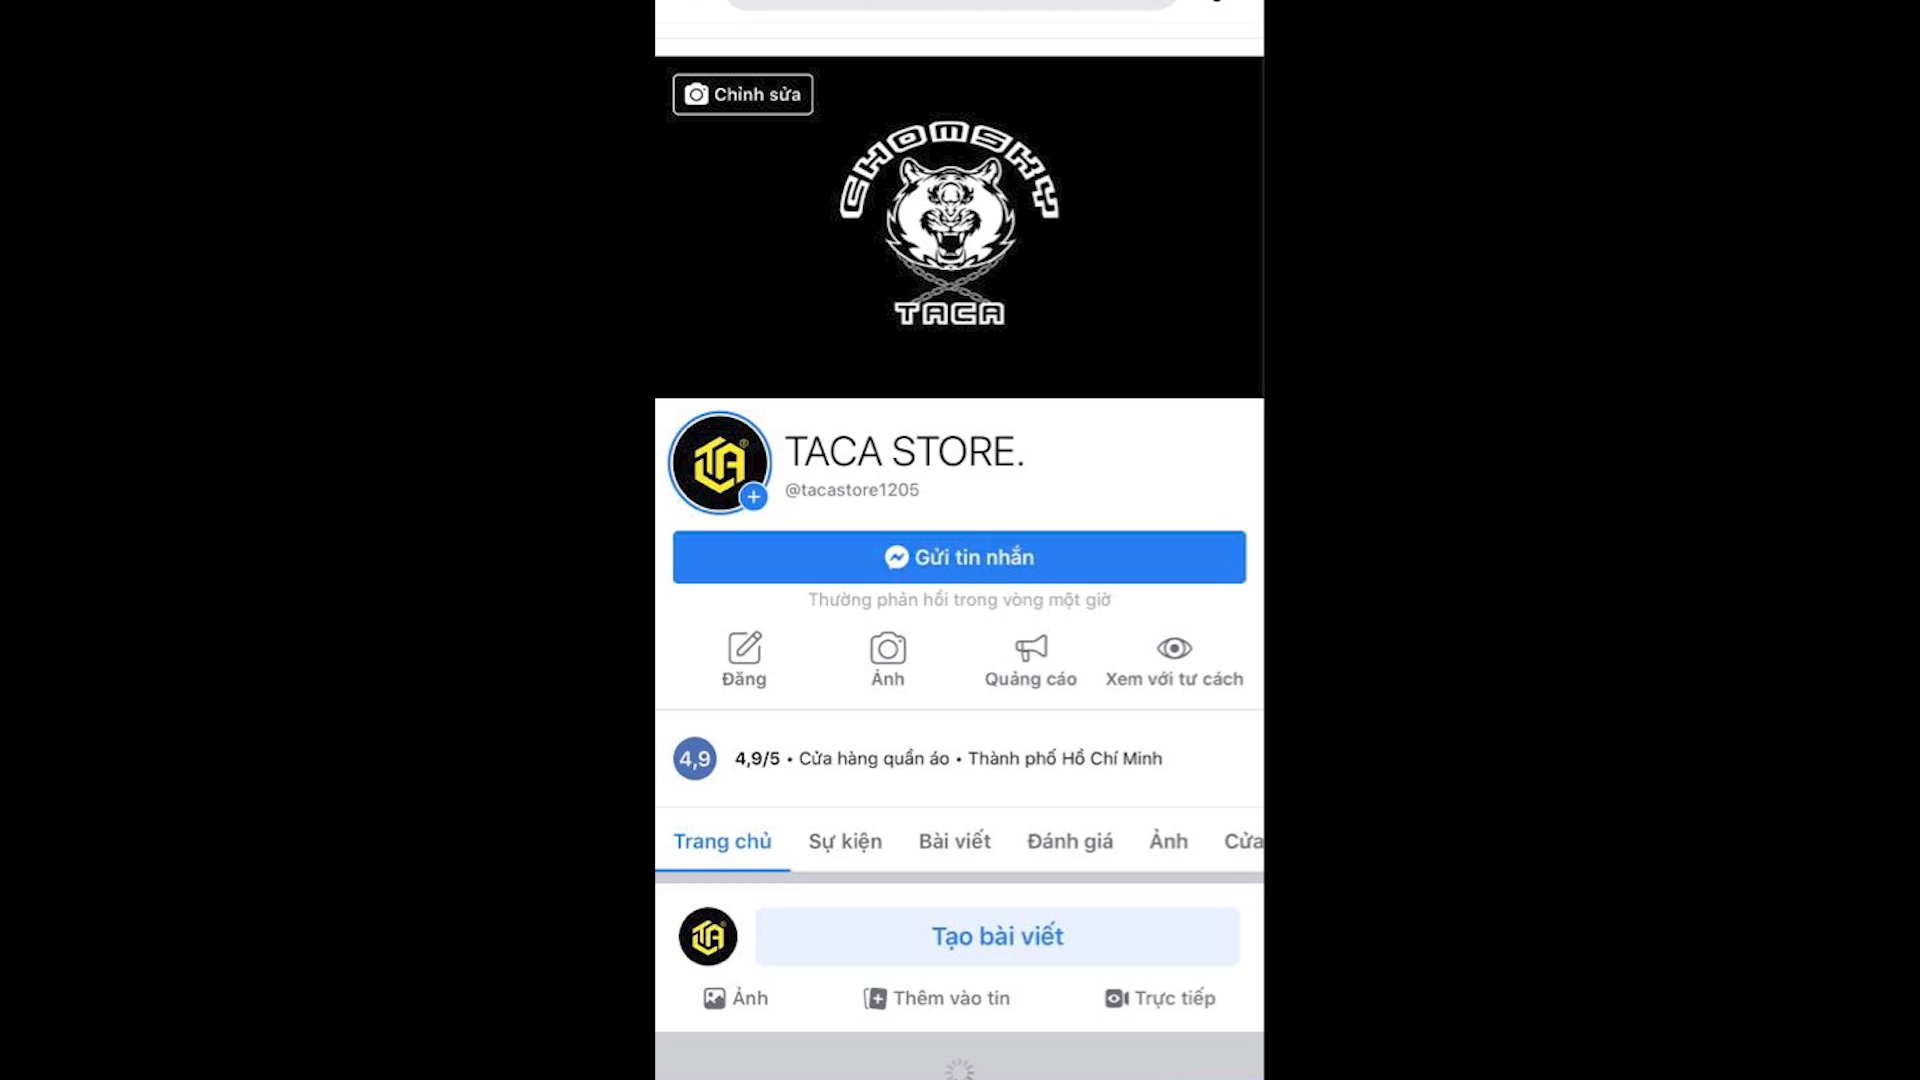 Chỉnh sửa
CHOMSKY
TACA
TACA STORE.
@tacastore1205
Gửi tin nhắn
Thường phản hồi trong vòng một giờ
Đăng
Ảnh
Quảng cáo
Xem với tư cách
4,9
4,9/5 • Cửa hàng quần áo • Thành phố Hồ Chí Minh
Trang chủ Sự kiện Bài viết Đánh giá Ảnh Cửa
Tạo bài viết
Ảnh
Thêm vào tin
Trực tiếp